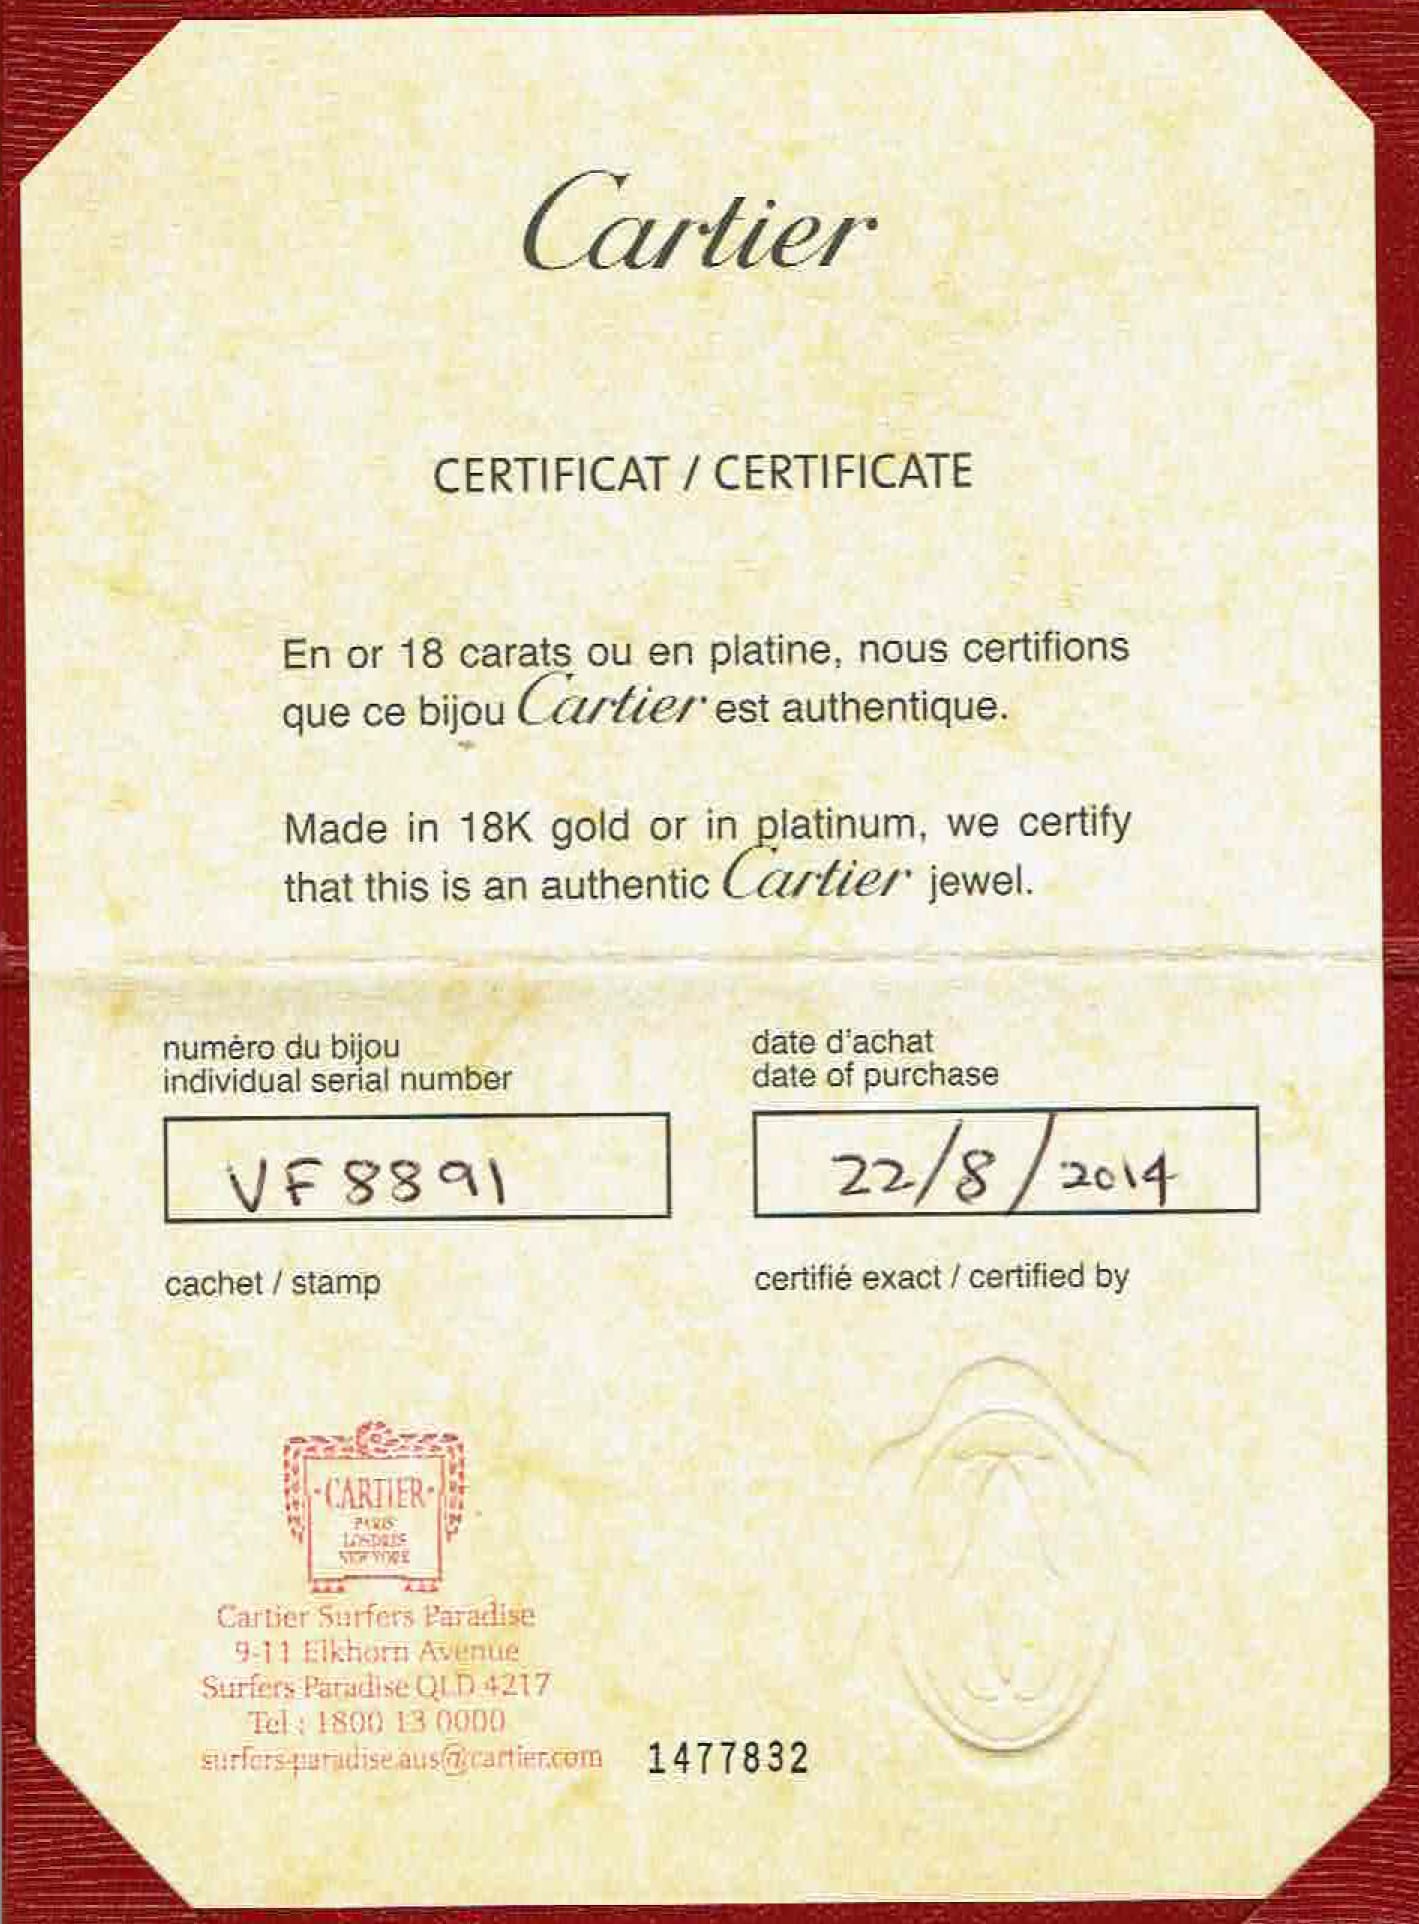 Cartier
CERTIFICAT / CERTIFICATE
En or 18 carats ou en platine, nous certifions
que ce bijou Cartier est authentique.
Made in 18K gold or in platinum, we certify
that this is an authentic Cartier jewel.
numéro du bijou
individual serial number
VF8891
date d'achat
date of purchase
22/8/2014
cachet / stamp
certifié exact / certified by
·CARTIER·
PARIS
LONDRES
NEW YORK
Cartier Surfers Paradise
9-11 Elkhorn Avenue
Surfers Paradise QLD 4217
Tel : 1800 13 0000
surfers-paradise.aus@cartier.com
1477832